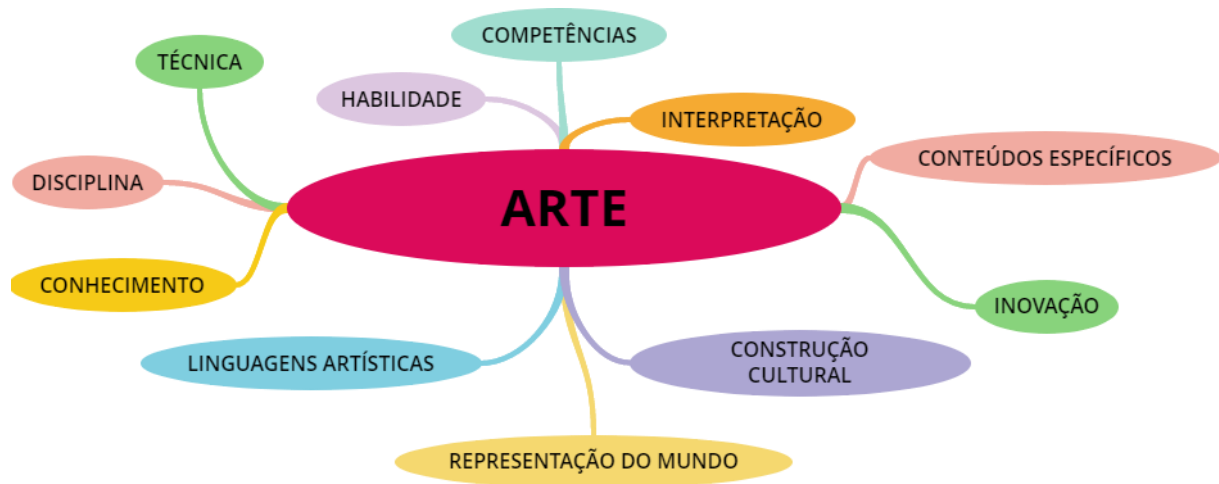 COMPETÊNCIAS
TÉCNICA
HABILIDADE
INTERPRETAÇÃO
CONTEÚDOS ESPECÍFICOS
DISCIPLINA
ARTE
CONHECIMENTO
INOVAÇÃO
LINGUAGENS ARTÍSTICAS
CONSTRUÇÃO
CULTURAL
REPRESENTAÇÃO DO MUNDO